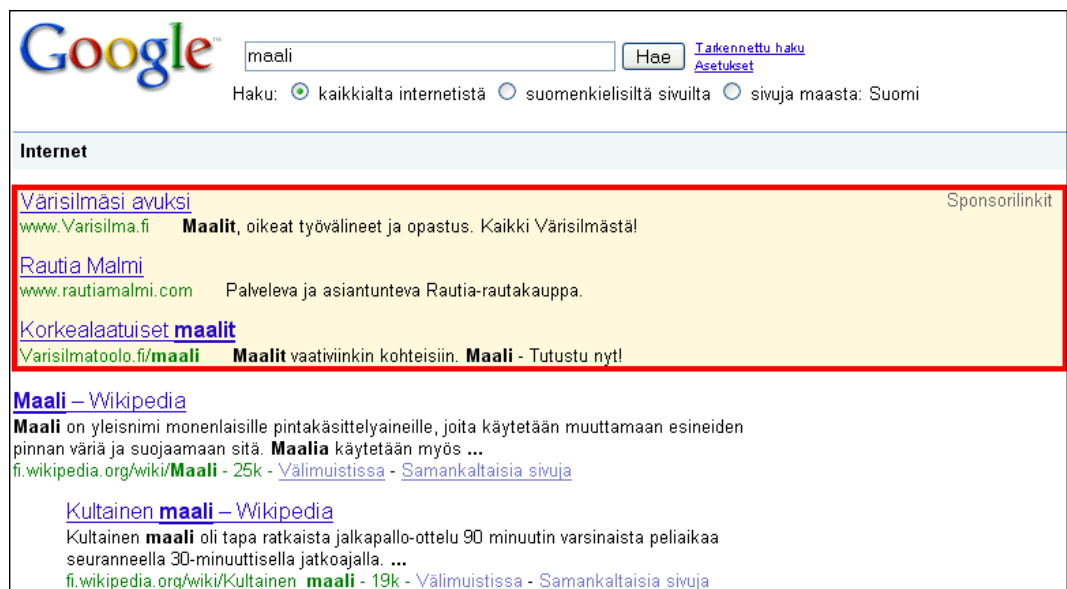 Google™
maali Hae Tarkennettu haku
Asetukset
Haku: kaikkialta internetistä suomenkielisiltä sivuilta sivuja maasta: Suomi
Internet
Värisilmäsi avuksi Sponsorilinkit
www.Varisilma.fi Maalit, oikeat työvälineet ja opastus. Kaikki Värisilmästä!
Rautia Malmi
www.rautiamalmi.com Palveleva ja asiantunteva Rautia-rautakauppa.
Korkealaatuiset maalit
Varisilmatoolo.fi/maali Maalit vaativiinkin kohteisiin. Maali - Tutustu nyt!
Maali – Wikipedia
Maali on yleisnimi monenlaisille pintakäsittelyaineille, joita käytetään muuttamaan esineiden
pinnan väriä ja suojaamaan sitä. Maalia käytetään myös ...
fi.wikipedia.org/wiki/Maali - 25k - Välimuistissa - Samankaltaisia sivuja
Kultainen maali – Wikipedia
Kultainen maali oli tapa ratkaista jalkapallo-ottelu 90 minuutin varsinaista peliaikaa
seuranneella 30-minuuttisella jatkoajalla. ...
fi.wikipedia.org/wiki/Kultainen_maali - 19k - Välimuistissa - Samankaltaisia sivuja